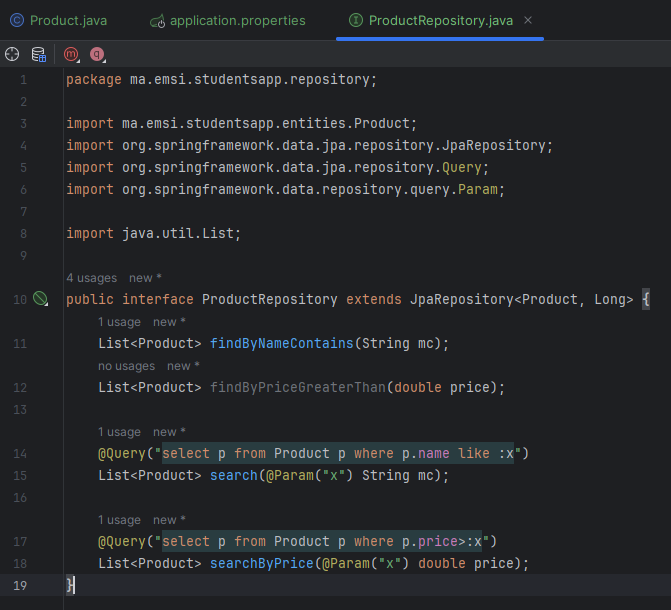 Product.java application.properties ProductRepository.java
m q
1 package ma.emsi.studentsapp.repository;
2
3 import ma.emsi.studentsapp.entities.Product;
4 import org.springframework.data.jpa.repository.JpaRepository;
5 import org.springframework.data.jpa.repository.Query;
6 import org.springframework.data.repository.query.Param;
7
8 import java.util.List;
9
4 usages new *
10 public interface ProductRepository extends JpaRepository<Product, Long> {
1 usage new *
11 List<Product> findByNameContains(String mc);
no usages new *
12 List<Product> findByPriceGreaterThan(double price);
13
1 usage new *
14 @Query("select p from Product p where p.name like :x")
15 List<Product> search(@Param("x") String mc);
16
1 usage new *
17 @Query("select p from Product p where p.price>:x")
18 List<Product> searchByPrice(@Param("x") double price);
19 }